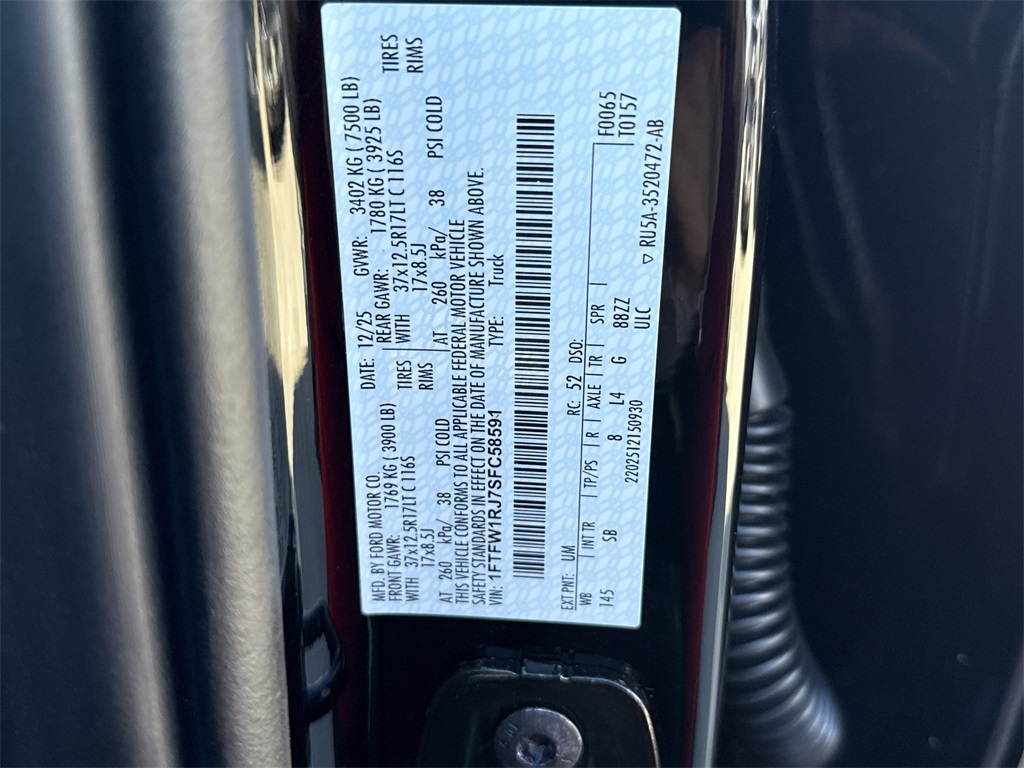 MFD. BY FORD MOTOR CO. DATE: 12/25 GVWR: 3402 KG ( 7500 LB)
FRONT GAWR: 1769 KG ( 3900 LB) REAR GAWR: 1780 KG ( 3925 LB)
WITH 37x12.5R17LT C 116S TIRES WITH 37x12.5R17LT C 116S TIRES
17x8.5J RIMS 17x8.5J RIMS
AT 260 kPa/ 38 PSI COLD AT 260 kPa/ 38 PSI COLD
THIS VEHICLE CONFORMS TO ALL APPLICABLE FEDERAL MOTOR VEHICLE
SAFETY STANDARDS IN EFFECT ON THE DATE OF MANUFACTURE SHOWN ABOVE.
VIN: 1FTFW1RJ7SFC58591 TYPE: Truck
EXT PNT: UM RC: 52 DSO:
WB INT TR TP/PS R AXLE TR SPR F0065
145 SB 8 L4 G 88ZZ T0157
2202512150930 ULC
▽ RU5A-3520472-AB